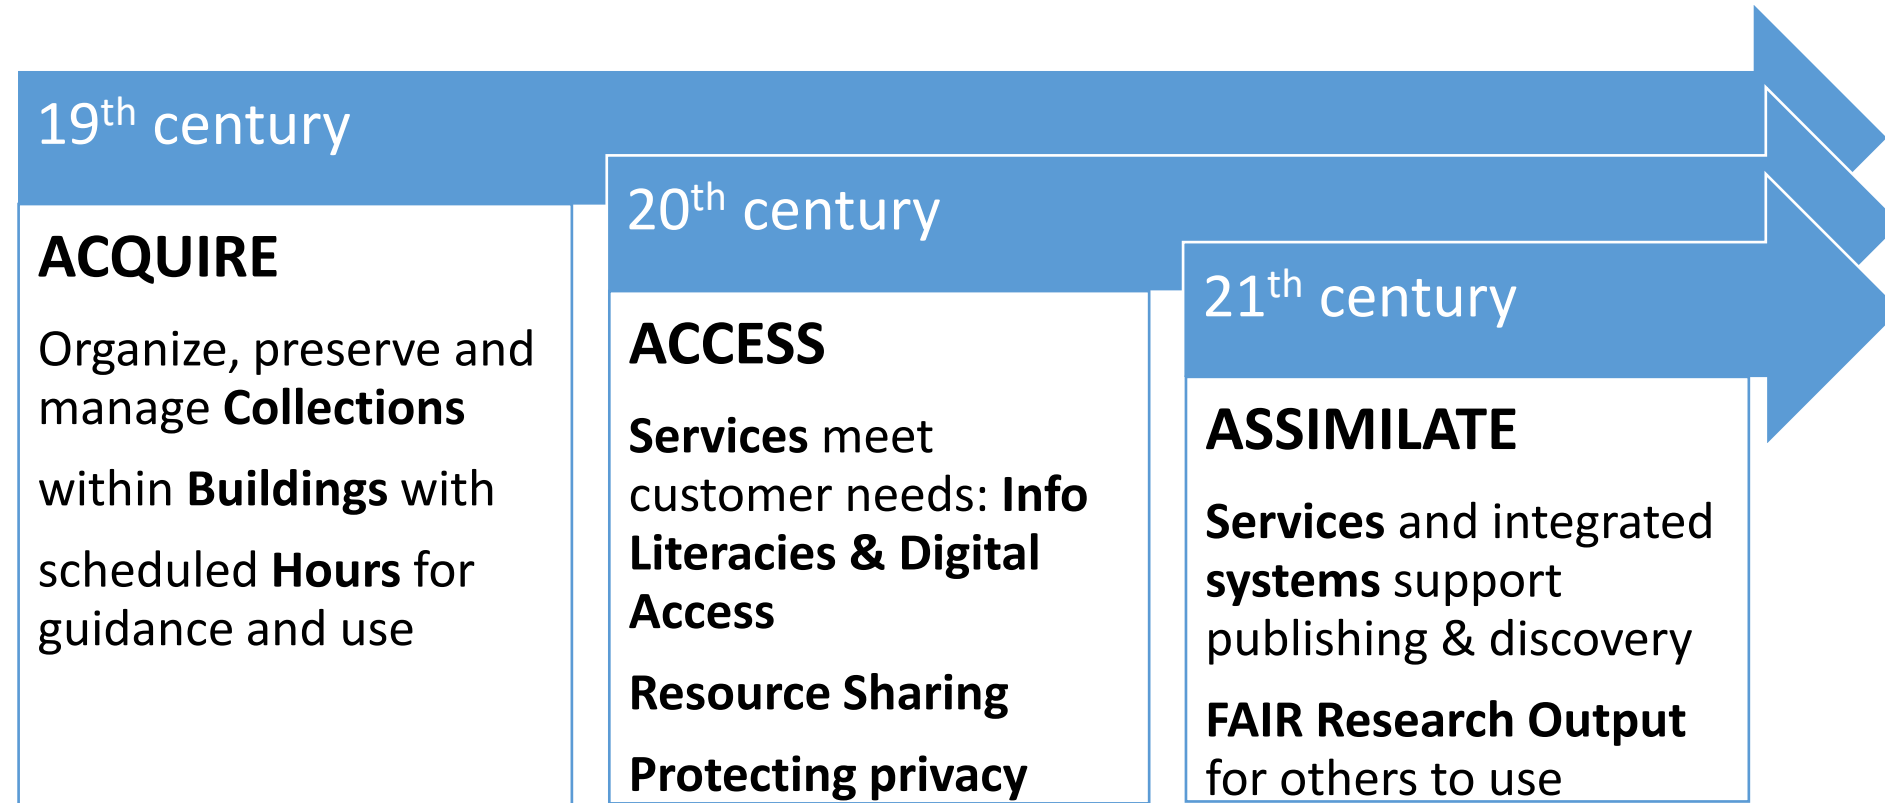 19th century
ACQUIRE
Organize, preserve and
manage Collections
within Buildings with
scheduled Hours for
guidance and use
20th century
ACCESS
Services meet
customer needs: Info
Literacies & Digital
Access
Resource Sharing
Protecting privacy
21th century
ASSIMILATE
Services and integrated
systems support
publishing & discovery
FAIR Research Output
for others to use